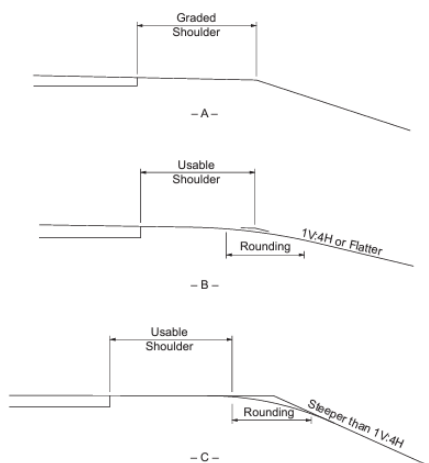 Graded
Shoulder
– A –
Usable
Shoulder
Rounding
1V:4H or Flatter
– B –
Usable
Shoulder
Rounding
Steeper than 1V:4H
– C –